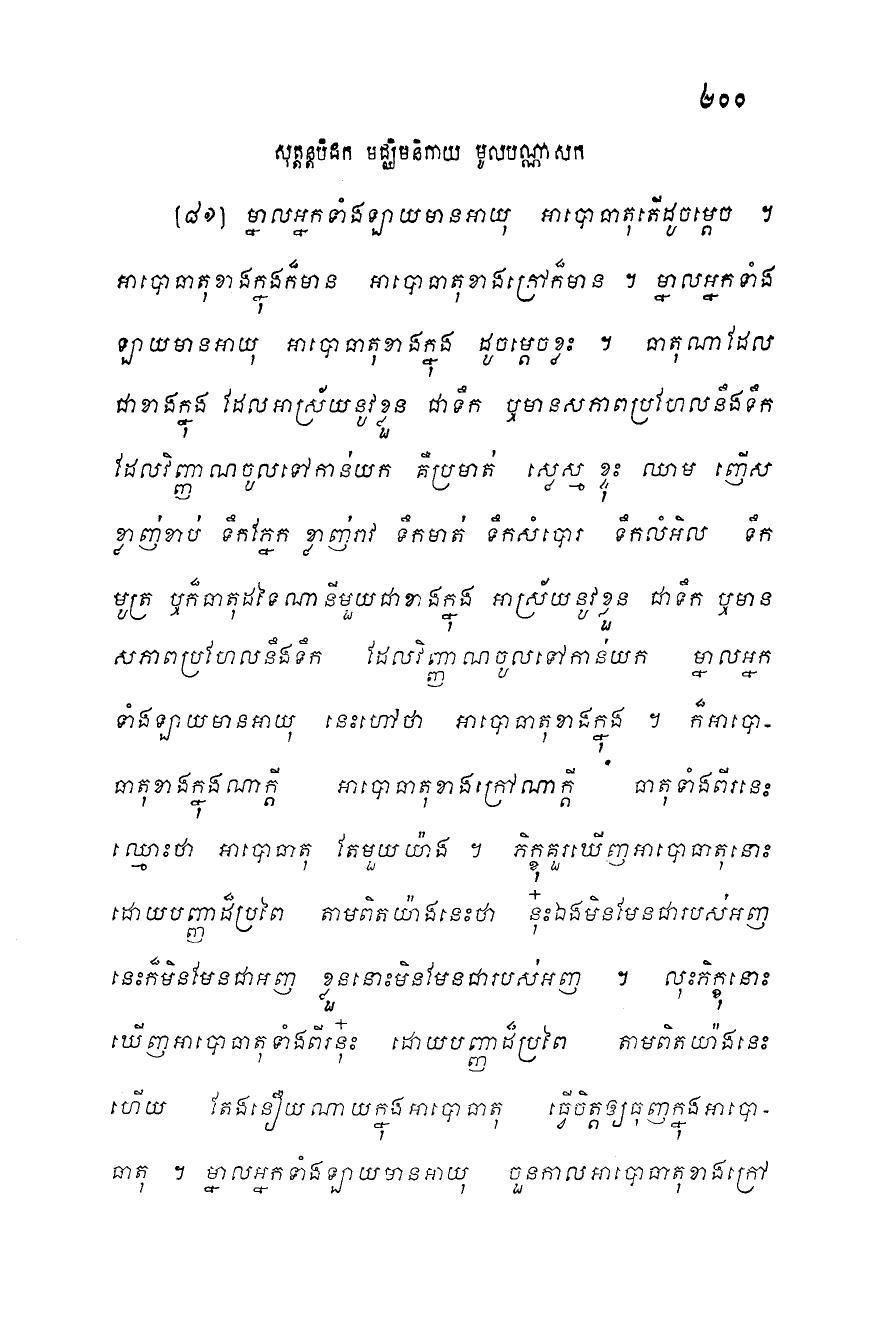 ២០០
សុត្តន្តបិដក មជ្ឈិមនិកាយ មូលបណ្ណាសក
(៨១) ម្នាលអ្នកទាំងឡាយមានអាយុ អាបោធាតុតើដូចម្តេច ។
អាបោធាតុខាងក្នុងក៏មាន អាបោធាតុខាងក្រៅក៏មាន ។ ម្នាលអ្នកទាំង
ឡាយមានអាយុ អាបោធាតុខាងក្នុង ដូចម្តេចខ្លះ ។ ធាតុណាដែល
ជាខាងក្នុង ដែលអាស្រ័យនូវខ្លួន ជាទឹក ឬមានសភាពប្រហែលនឹងទឹក
ដែលវិញ្ញាណចូលទៅកាន់យក គឺប្រមាត់ ស្លេស្ម ខ្ទុះ ឈាម ញើស
ខ្លាញ់ខាប់ ទឹកភ្នែក ខ្លាញ់រាវ ទឹកមាត់ ទឹកសំបោរ ទឹករំអិល ទឹក
មូត្រ ឬក៏ធាតុដទៃណានីមួយជាខាងក្នុង អាស្រ័យនូវខ្លួន ជាទឹក ឬមាន
សភាពប្រហែលនឹងទឹក ដែលវិញ្ញាណចូលទៅកាន់យក ម្នាលអ្នក
ទាំងឡាយមានអាយុ នេះហៅថា អាបោធាតុខាងក្នុង ។ ក៏អាបោ-
ធាតុខាងក្នុងណាក្តី អាបោធាតុខាងក្រៅណាក្តី ធាតុទាំងពីរនេះ
ឈ្មោះថា អាបោធាតុ តែមួយយ៉ាង ។ ភិក្ខុគួរឃើញអាបោធាតុនោះ
ដោយបញ្ញាដ៏ប្រពៃ តាមពិតយ៉ាងនេះថា នុ៎ះឯងមិនមែនជារបស់អញ
នេះក៏មិនមែនជាអញ ខ្លួននោះមិនមែនជារបស់អញ ។ លុះភិក្ខុនោះ
ឃើញអាបោធាតុទាំងពីរនុ៎ះ ដោយបញ្ញាដ៏ប្រពៃ តាមពិតយ៉ាងនេះ
ហើយ តែងនឿយណាយក្នុងអាបោធាតុ ធ្វើចិត្តឲ្យធុញក្នុងអាបោ-
ធាតុ ។ ម្នាលអ្នកទាំងឡាយមានអាយុ ចួនកាលអាបោធាតុខាងក្រៅ